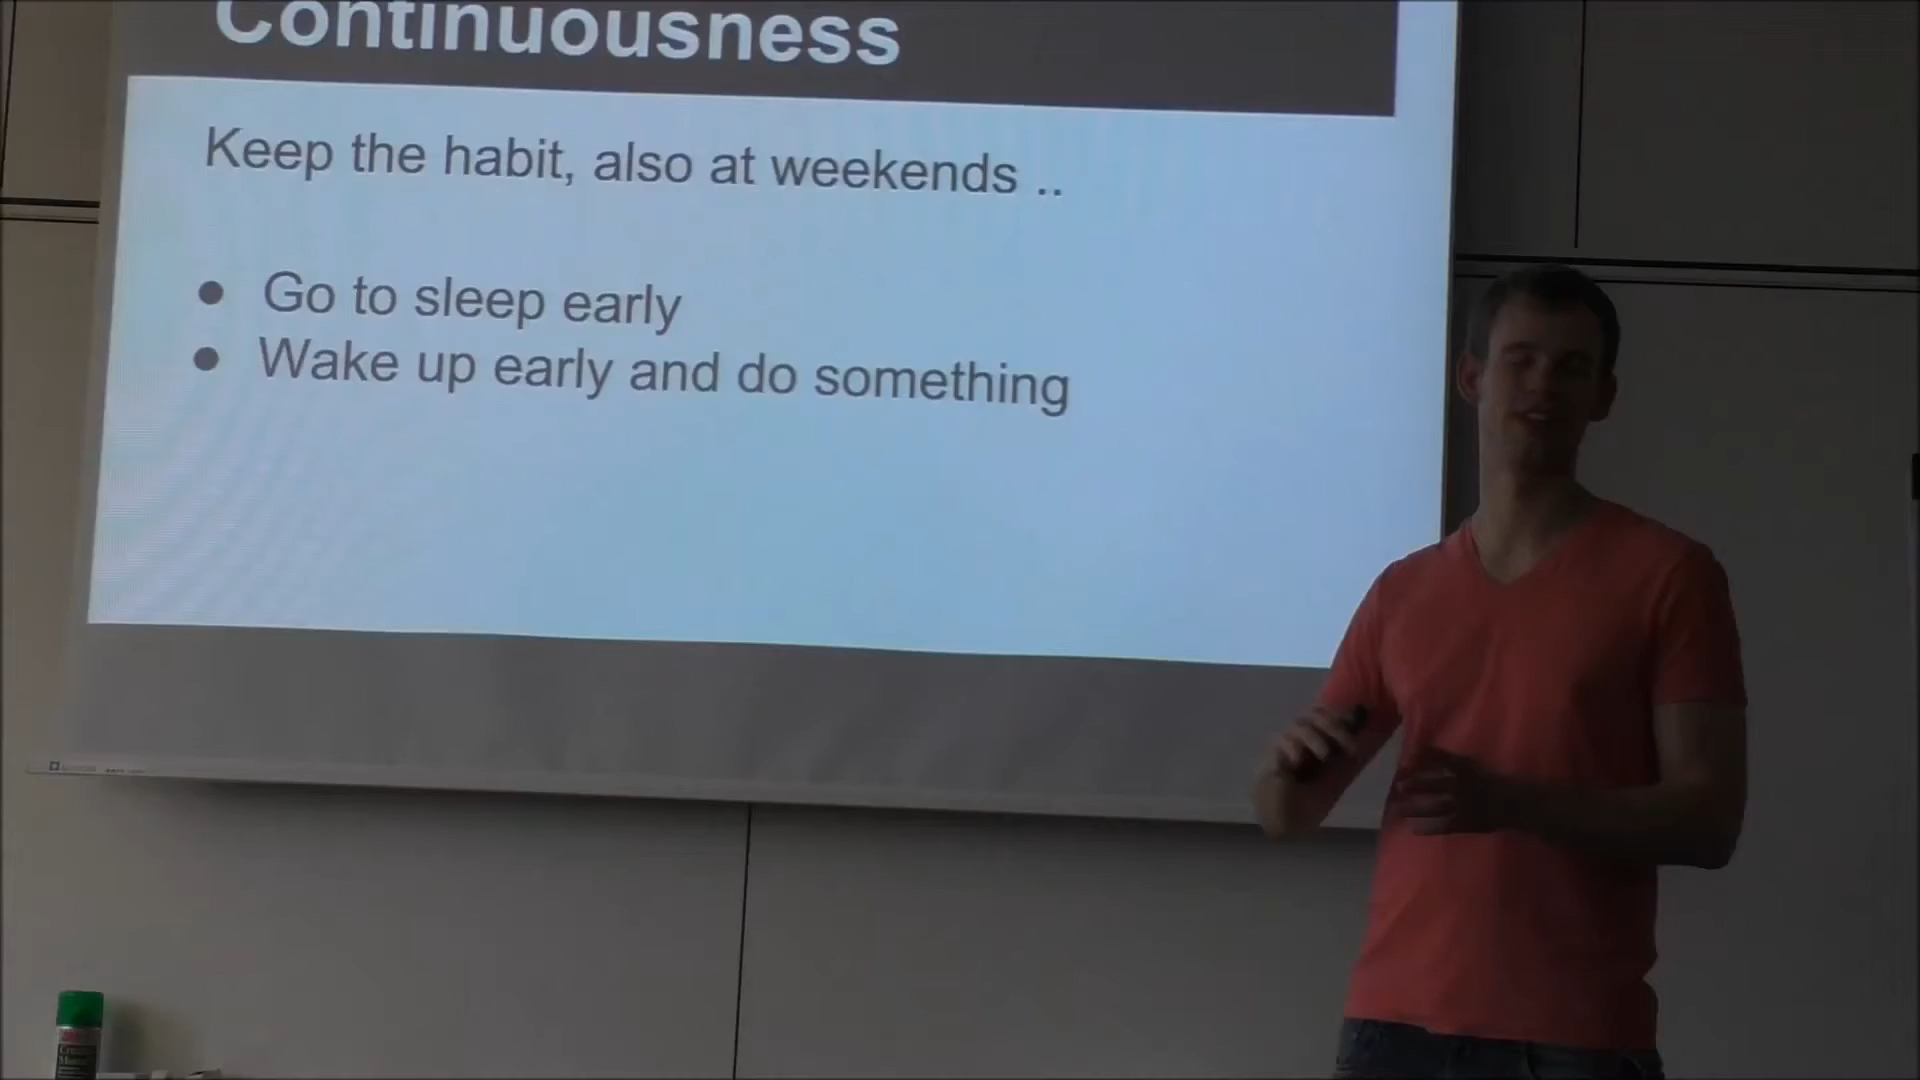 Continuousness
Keep the habit, also at weekends ..
● Go to sleep early
● Wake up early and do something